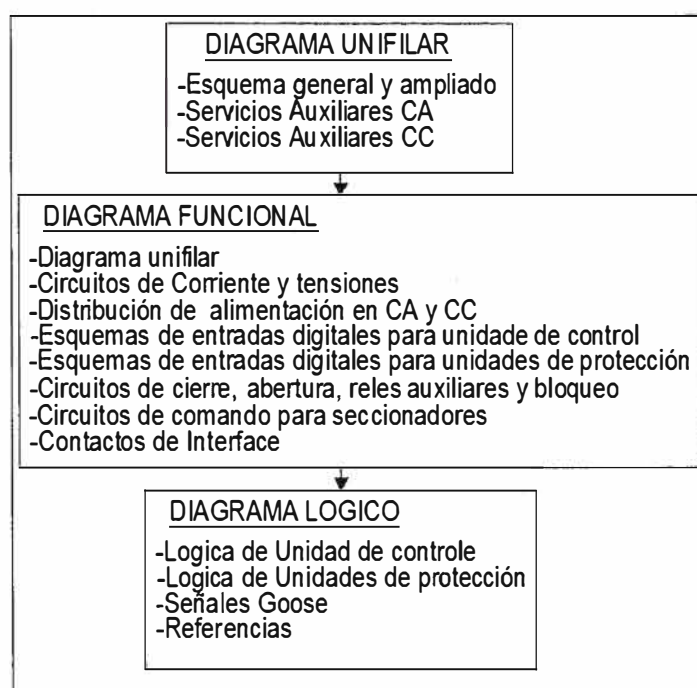 DIAGRAMA UNIFILAR
-Esquema general y ampliado
-Servicios Auxiliares CA
-Servicios Auxiliares CC
DIAGRAMA FUNCIONAL
-Diagrama unifilar
-Circuitos de Corriente y tensiones
-Distribución de alimentación en CA y CC
-Esquemas de entradas digitales para unidade de control
-Esquemas de entradas digitales para unidades de protección
-Circuitos de cierre, abertura, reles auxiliares y bloqueo
-Circuitos de comando para seccionadores
-Contactos de Interface
DIAGRAMA LOGICO
-Logica de Unidad de controle
-Logica de Unidades de protección
-Señales Goose
-Referencias